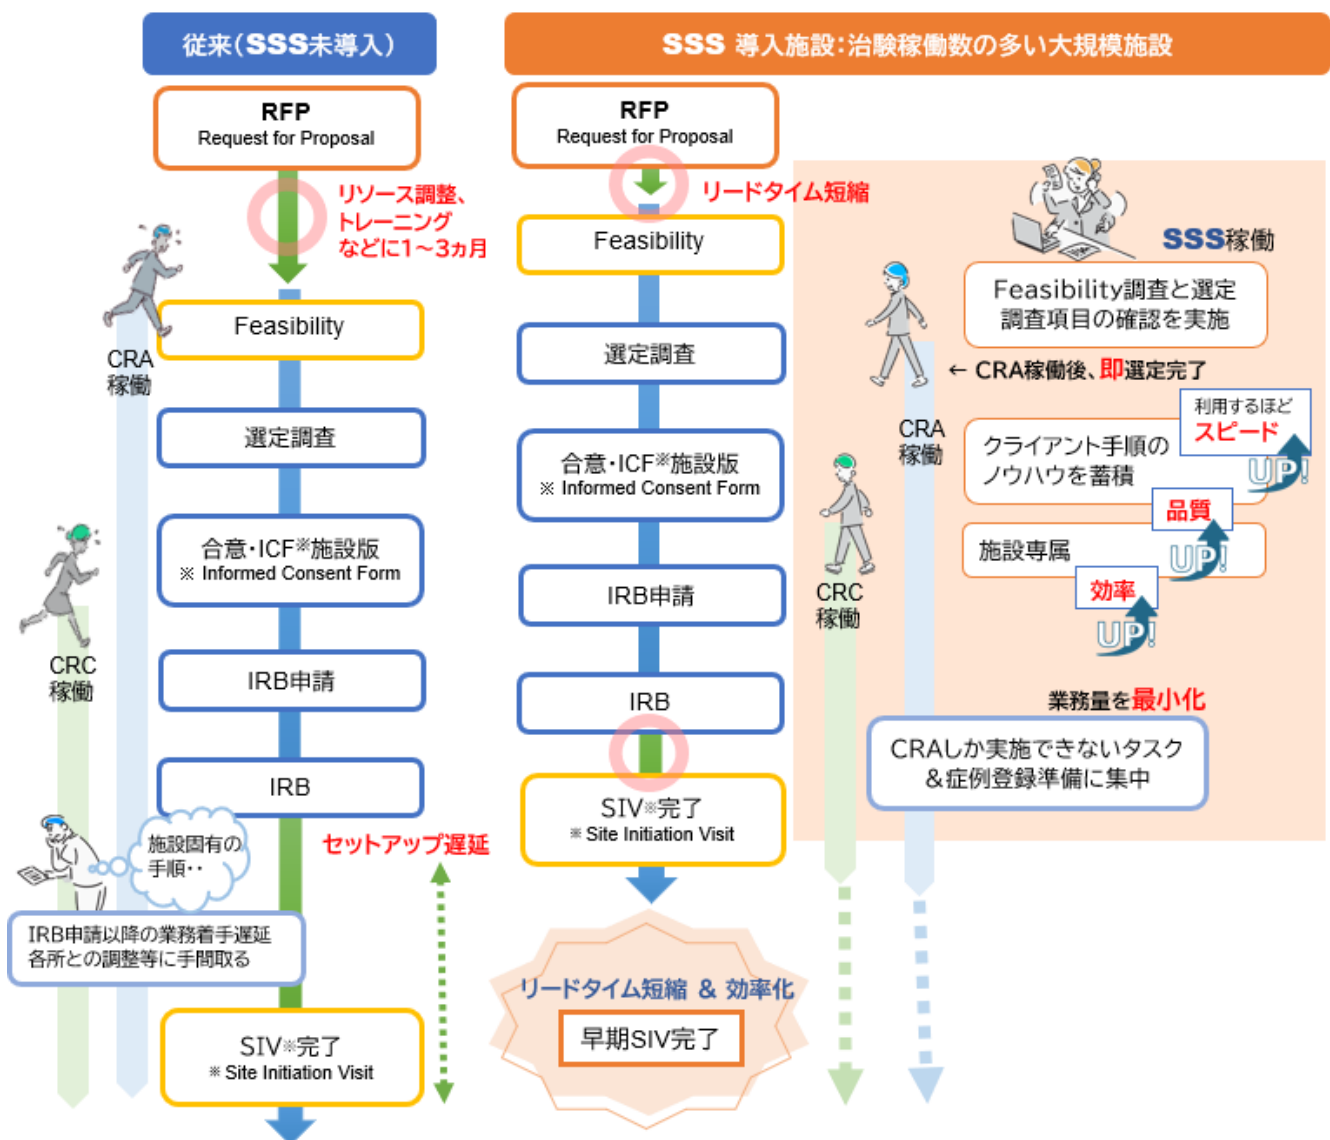 従来(SSS未導入)
RFP
Request for Proposal
リソース調整、
トレーニング
などに1～3ヵ月
Feasibility
CRA
稼働
選定調査
合意・ICF※施設版
※ Informed Consent Form
CRC
稼働
IRB申請
IRB
施設固有の
手順‥
セットアップ遅延
IRB申請以降の業務着手遅延
各所との調整等に手間取る
SIV※完了
※ Site Initiation Visit
SSS 導入施設：治験稼働数の多い大規模施設
RFP
Request for Proposal
リードタイム短縮
Feasibility
選定調査
合意・ICF※施設版
※ Informed Consent Form
IRB申請
IRB
SIV※完了
※ Site Initiation Visit
リードタイム短縮 & 効率化
早期SIV完了
SSS稼働
Feasibility調査と選定
調査項目の確認を実施
← CRA稼働後、即選定完了
CRA
稼働
利用するほど
スピード
UP!
クライアント手順の
ノウハウを蓄積
品質
UP!
施設専属
効率
UP!
CRC
稼働
業務量を最小化
CRAしか実施できないタスク
&症例登録準備に集中